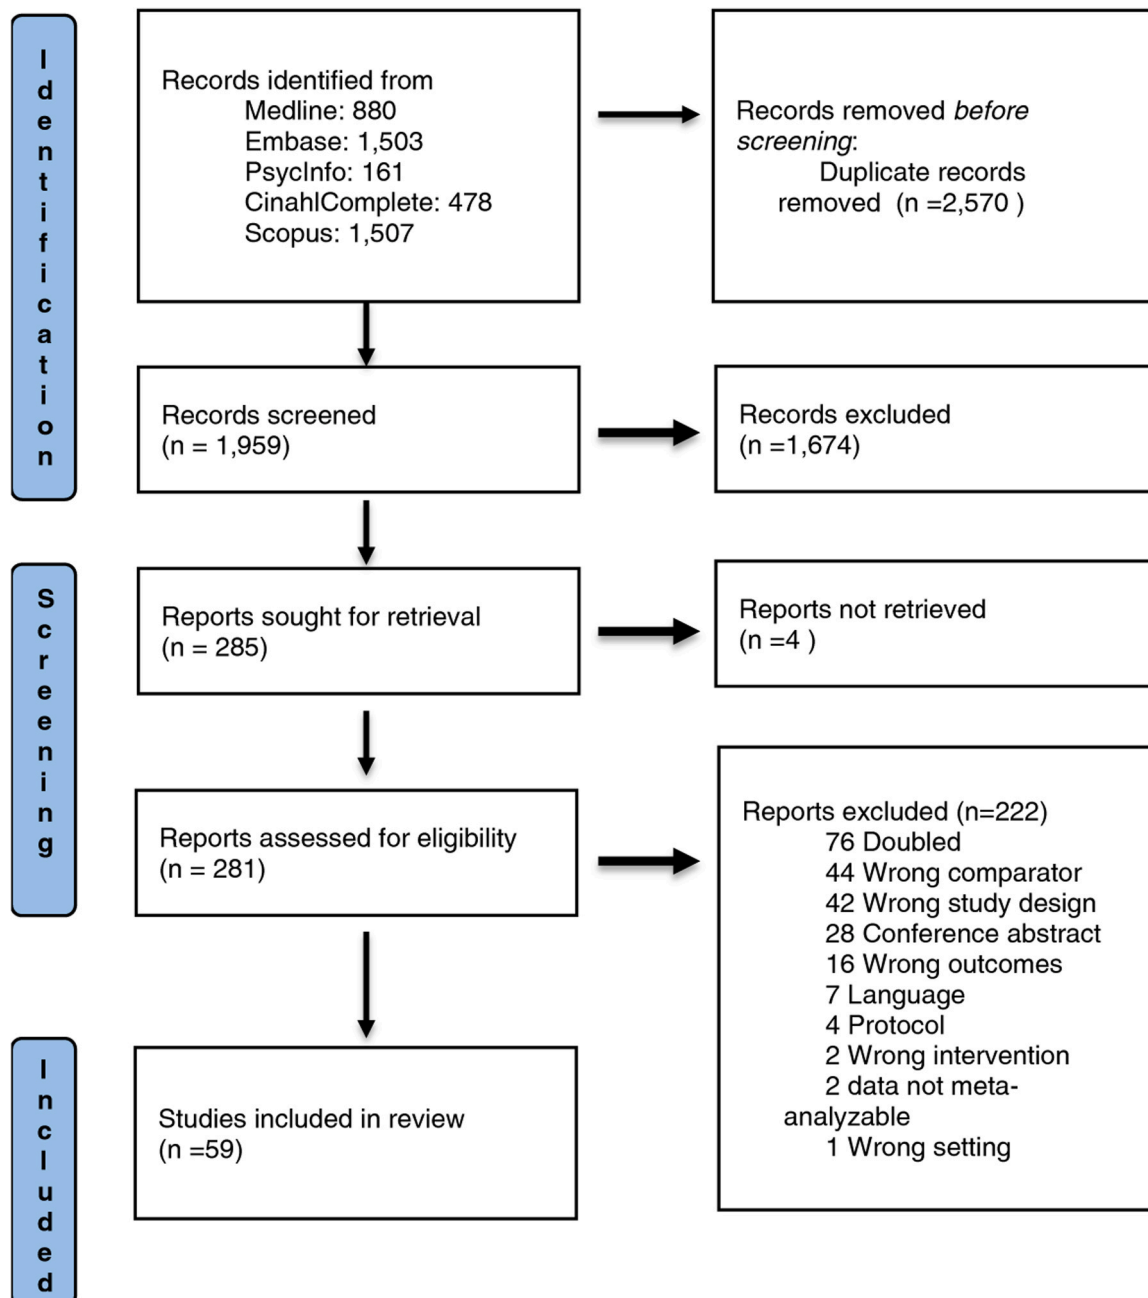 Identification
Records identified from
Medline: 880
Embase: 1,503
PsycInfo: 161
CinahlComplete: 478
Scopus: 1,507
Records removed before
screening:
Duplicate records
removed (n =2,570 )
Records screened
(n = 1,959)
Records excluded
(n =1,674)
Screening
Reports sought for retrieval
(n = 285)
Reports not retrieved
(n =4 )
Reports assessed for eligibility
(n = 281)
Reports excluded (n=222)
76 Doubled
44 Wrong comparator
42 Wrong study design
28 Conference abstract
16 Wrong outcomes
7 Language
4 Protocol
2 Wrong intervention
2 data not meta-
analyzable
1 Wrong setting
Included
Studies included in review
(n =59)